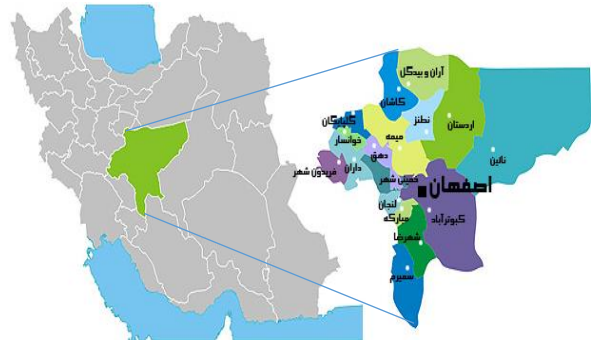 آران و بیدگل
کاشان
نطنز
اردستان
گلپایگان
میمه
خوانسار
نائین
دهق
داران
فریدون شهر
خمینی شهر
اصفهان
لنجان
کبوترآباد
مبارکه
شهرضا
سمیرم